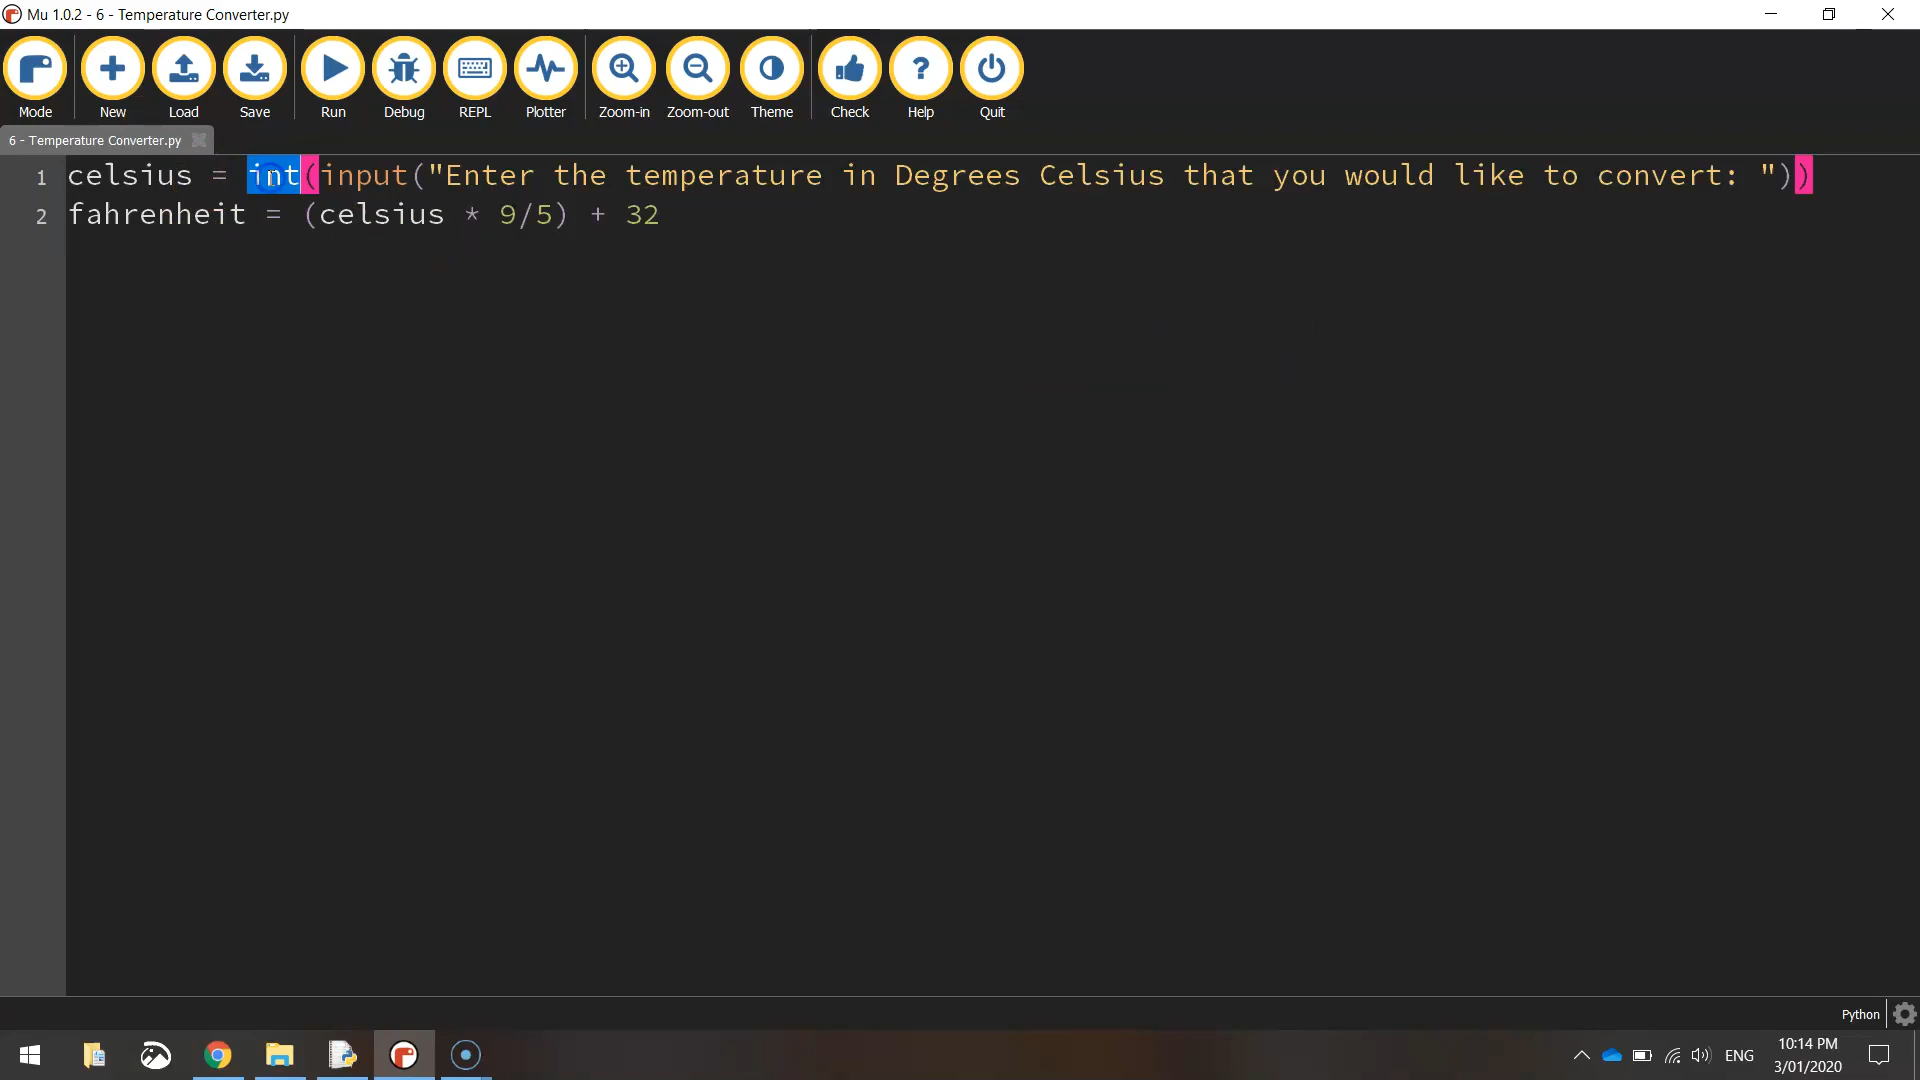 Mu 1.0.2 - 6 - Temperature Converter.py
Mode New Load Save Run Debug REPL Plotter Zoom-in Zoom-out Theme Check Help Quit
6 - Temperature Converter.py
1 celsius = int(input("Enter the temperature in Degrees Celsius that you would like to convert: "))
2 fahrenheit = (celsius * 9/5) + 32
Python
ENG
10:14 PM
3/01/2020